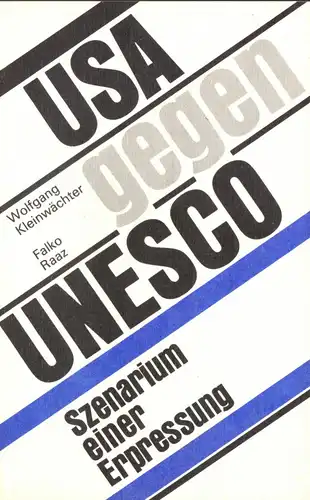 USA
gegen
UNESCO
Wolfgang
Kleinwächter
Falko
Raaz
Szenarium
einer
Erpressung